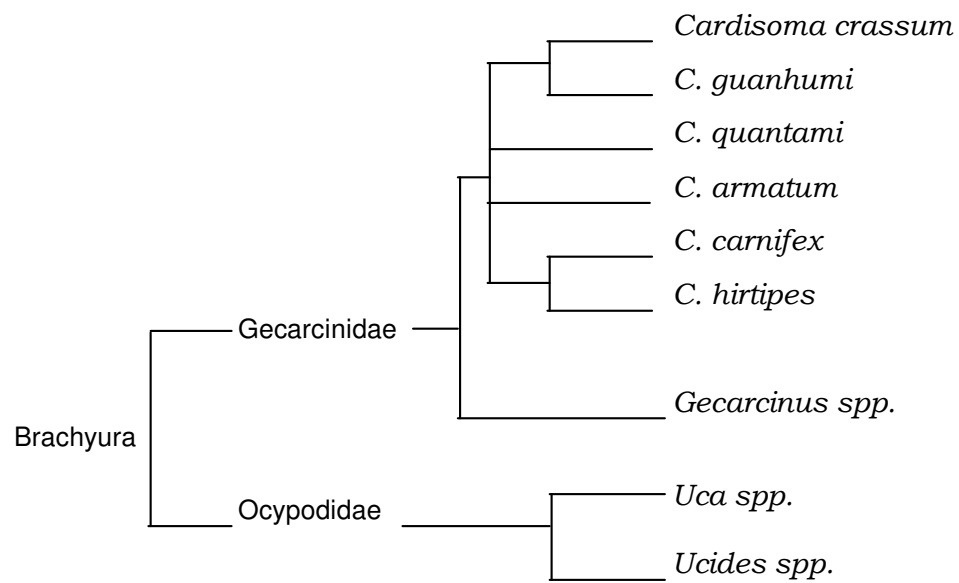 Cardisoma crassum
C. guanhumi
C. quantami
C. armatum
C. carnifex
C. hirtipes
Gecarcinidae
Gecarcinus spp.
Brachyura
Uca spp.
Ocypodidae
Ucides spp.